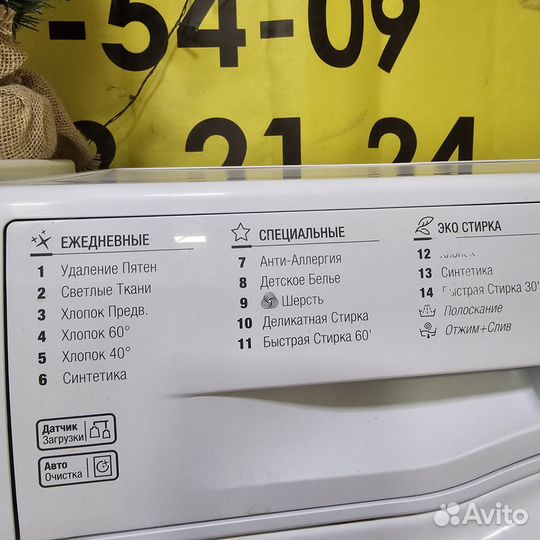 -54-09
2-21-24
ЕЖЕДНЕВНЫЕ
1 Удаление Пятен
2 Светлые Ткани
3 Хлопок Предв.
4 Хлопок 60°
5 Хлопок 40°
6 Синтетика
СПЕЦИАЛЬНЫЕ
7 Анти-Аллергия
8 Детское Белье
9 Шерсть
10 Деликатная Стирка
11 Быстрая Стирка 60'
ЭКО СТИРКА
12
13 Синтетика
14 Быстрая Стирка 30'
Полоскание
Отжим+Слив
Датчик
Загрузки
Авто
Очистка
Avito